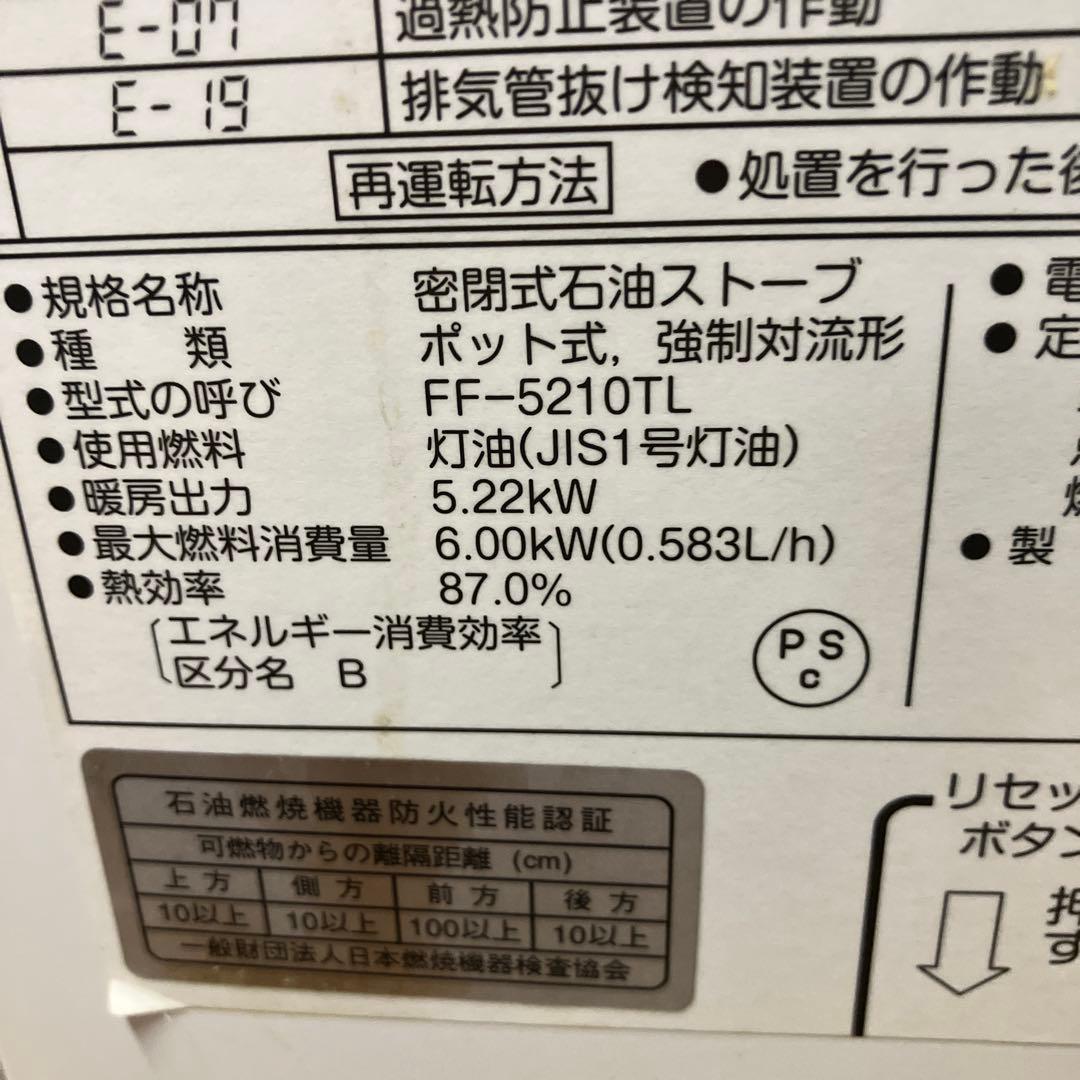 E-07 過熱防止装置の作動
E-19 排気管抜け検知装置の作動
再運転方法 ●処置を行った後
●規格名称 密閉式石油ストーブ
●種 類 ポット式，強制対流形
●型式の呼び FF-5210TL
●使用燃料 灯油(JIS1号灯油)
●暖房出力 5.22kW
●最大燃料消費量 6.00kW(0.583L/h)
●熱効率 87.0%
エネルギー消費効率
区分名 B
PS
C
●電
●定
●製
石油燃焼機器防火性能認証
可燃物からの離隔距離 (cm)
上方 側方 前方 後方
10以上 10以上 100以上 10以上
一般財団法人日本燃焼機器検査協会
リセッ
ボタン
押
す